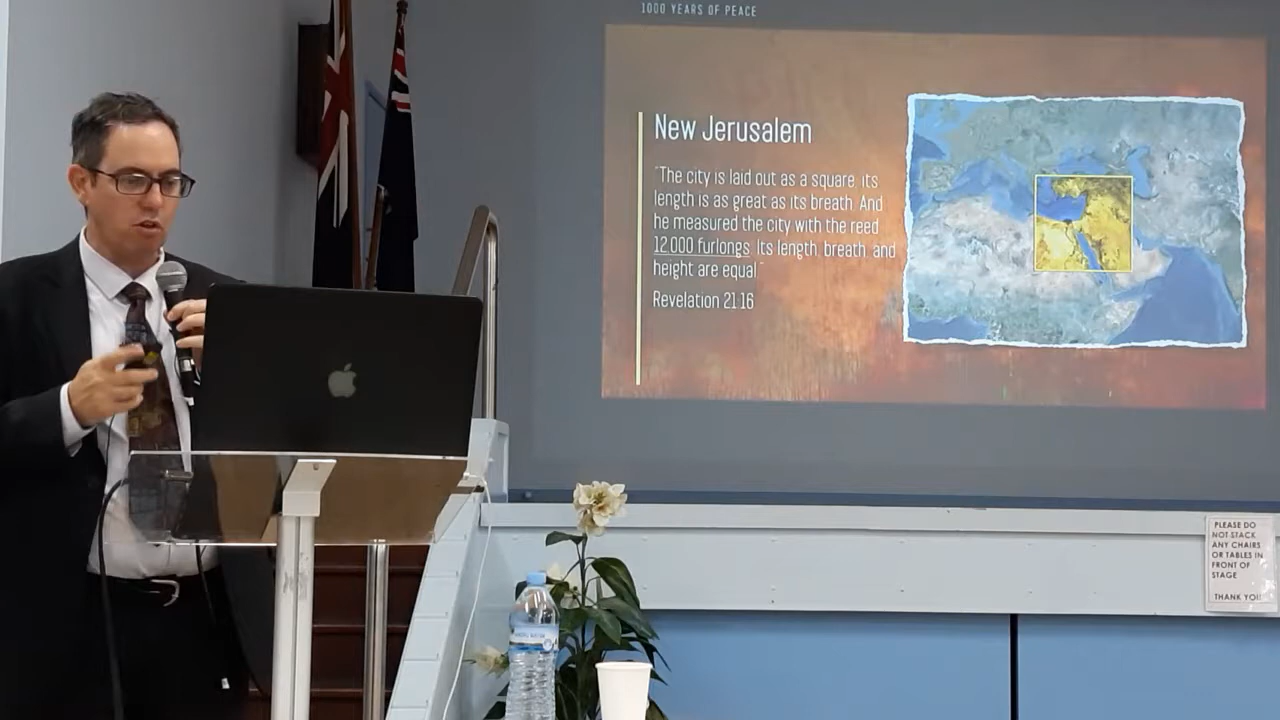 1000 YEARS OF PEACE
New Jerusalem
"The city is laid out as a square, its
length is as great as its breath. And
he measured the city with the reed
12,000 furlongs. Its length, breath, and
height are equal"
Revelation 21:16
PLEASE DO
NOT STACK
ANY CHAIRS
OR TABLES IN
FRONT OF
STAGE
THANK YOU